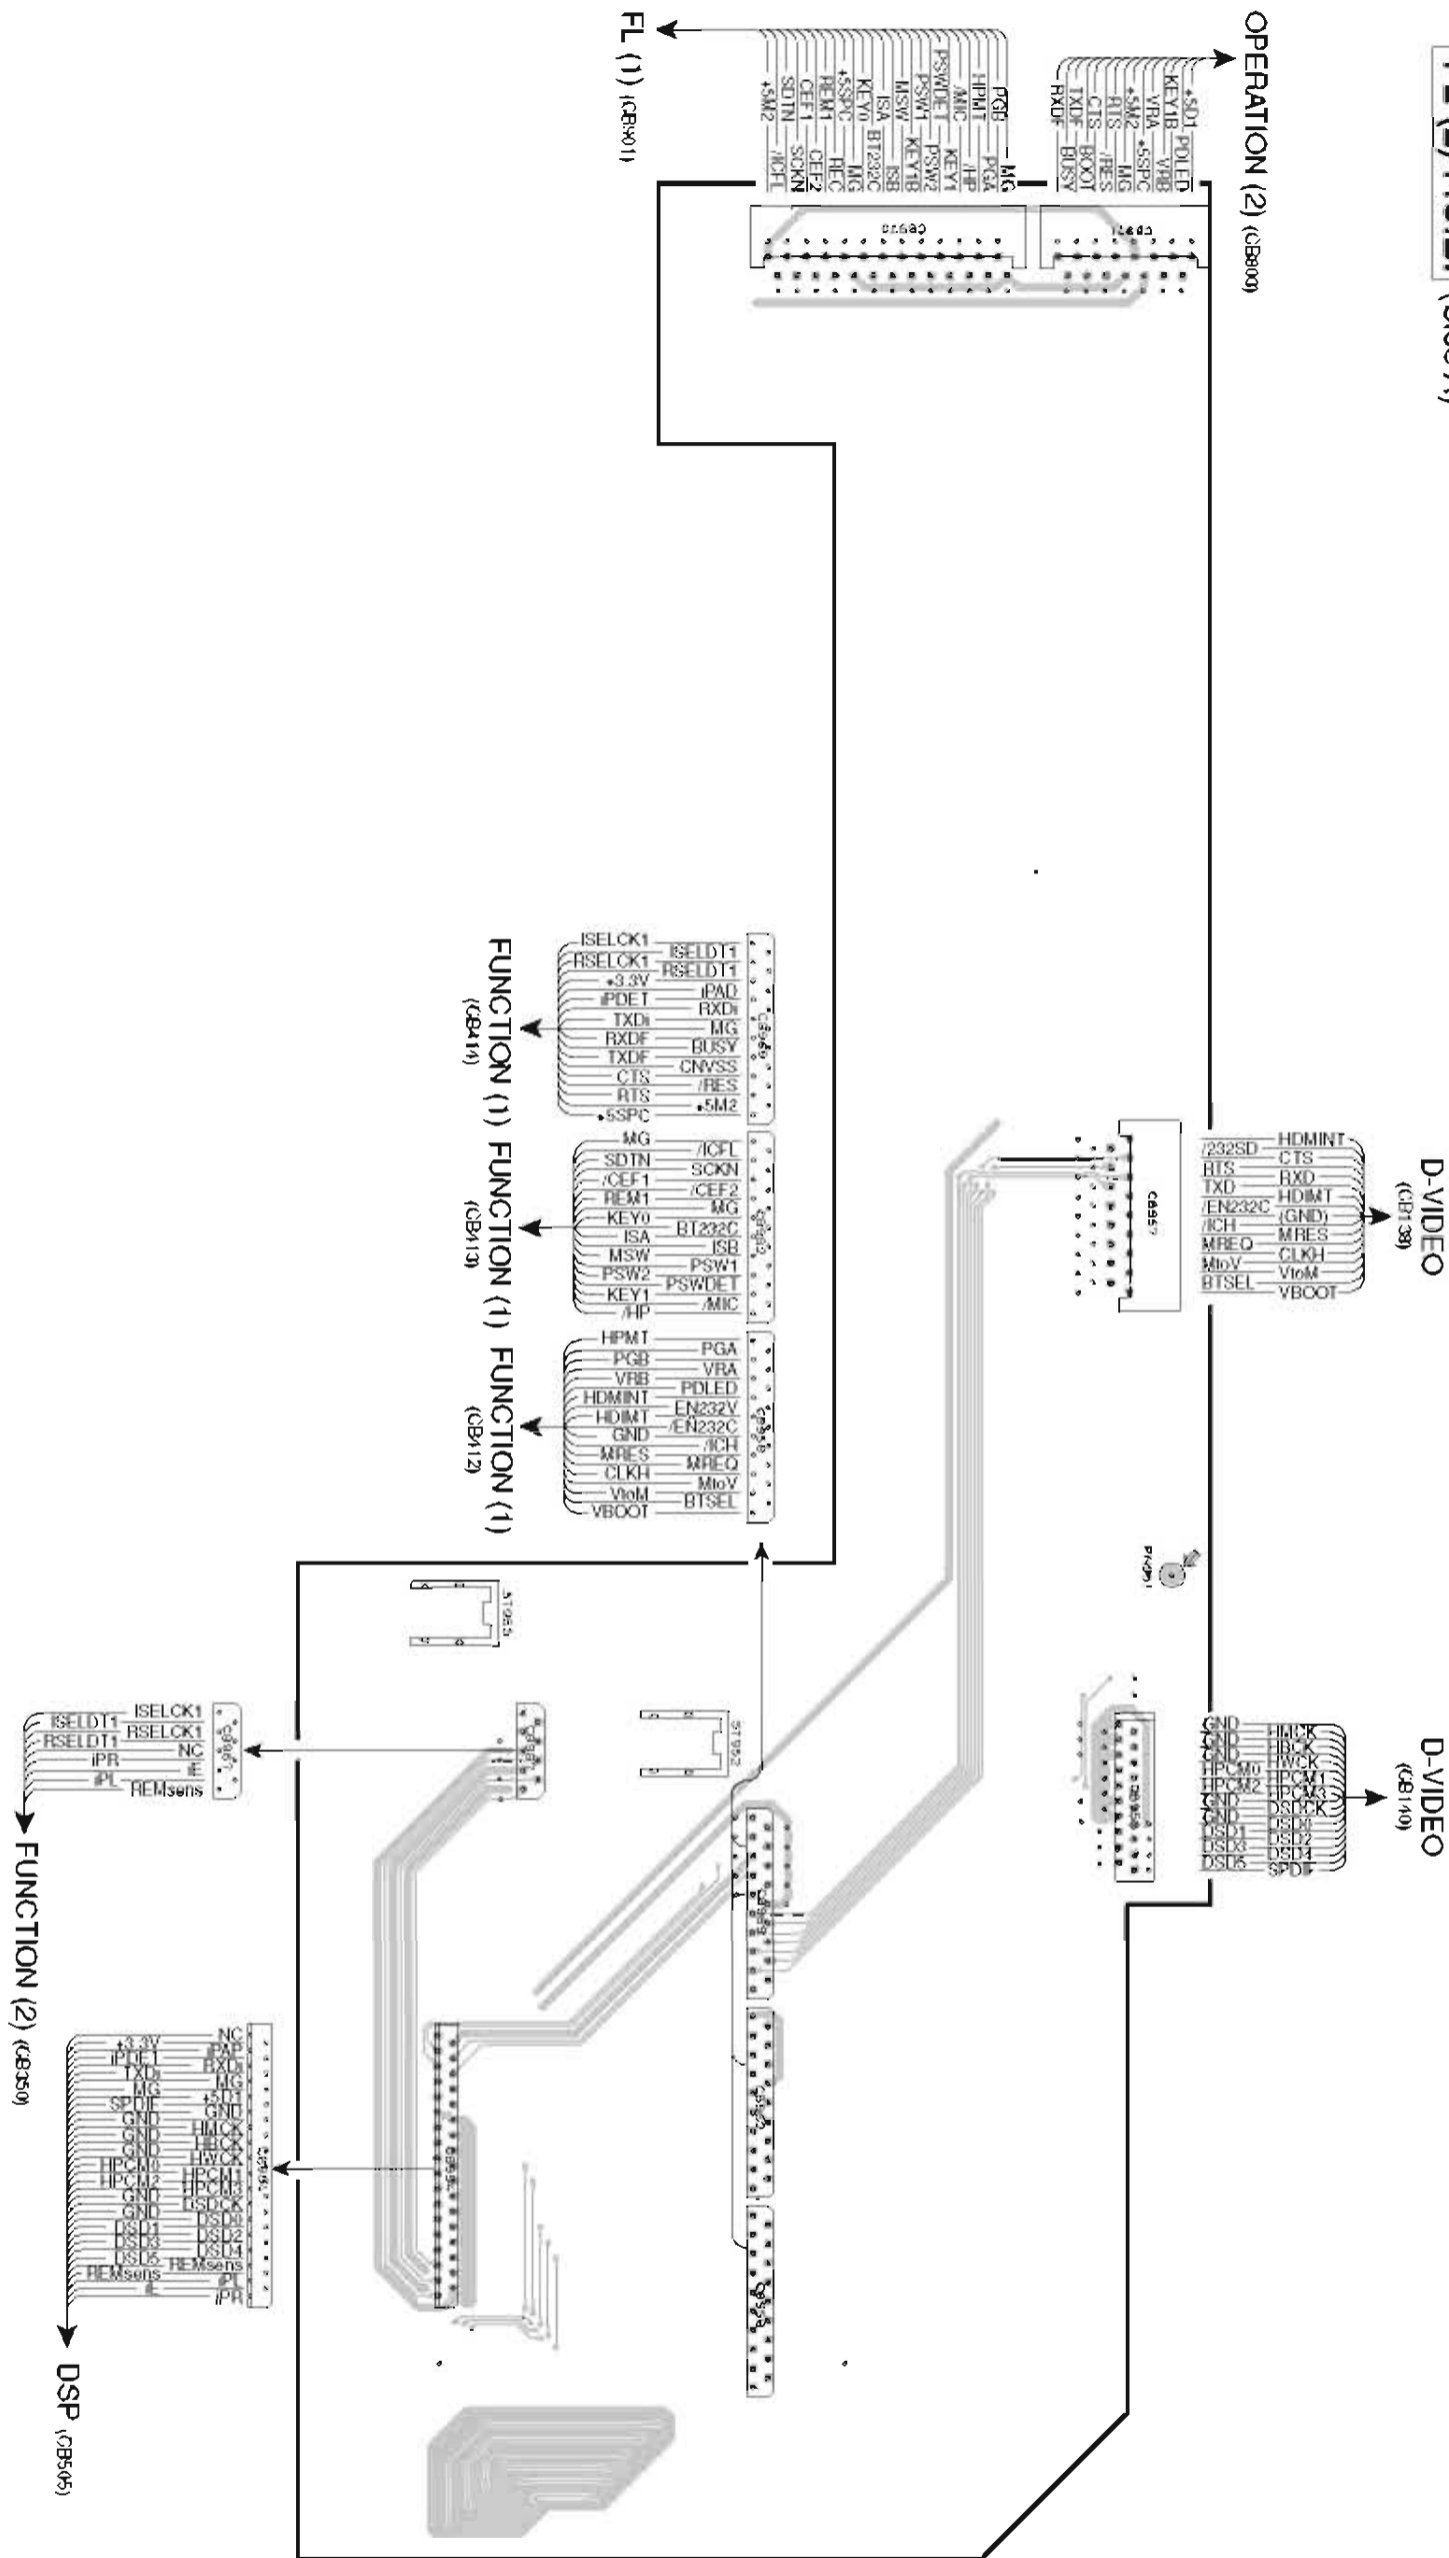 OPERATION (2) (CB800)
+5D1
PDLED
KEY1B
VRB
VRA
+5SPC
+5M2
MG
RTS
/RES
CTS
BOOT
TXDF
BUSY
RXDF
FL (1) (CB901)
MG
PGB
PGA
HPMT
/HP
/MIC
KEY1
PSWDET
PSW2
PSW1
KEY1B
MSW
ISB
ISA
BT232C
KEY0
MG
+5SPC
REC
REM1
CEF2
CEF1
SCKN
SDTN
/ICFL
+5M2
D-VIDEO
(CB138)
HDMINT
/232SD
CTS
RTS
RXD
TXD
HDIMT
/EN232C
(GND)
/ICH
MRES
MREQ
CLKH
MtoV
VtoM
BTSEL
VBOOT
CB957
D-VIDEO
(CB140)
GND
HMCK
GND
HBCK
GND
HWCK
HPCM0
HPCM1
HPCM2
HPCM3
GND
DSDCK
GND
DSD0
DSD1
DSD2
DSD3
DSD4
DSD5
SPDIF
FUNCTION (1)
(CB414)
ISELCK1
ISELDT1
RSELCK1
RSELDT1
+3.3V
iPAD
iPDET
RXDi
TXDi
MG
RXDF
BUSY
TXDF
CNVSS
CTS
/RES
RTS
+5M2
+5SPC
FUNCTION (1)
(CB413)
MG
/ICFL
SDTN
SCKN
/CEF1
/CEF2
REM1
MG
KEY0
BT232C
ISA
ISB
MSW
PSW1
PSW2
PSWDET
KEY1
/MIC
/HP
FUNCTION (1)
(CB412)
HPMT
PGA
PGB
VRA
VRB
PDLED
HDMINT
EN232V
HDIMT
/EN232C
GND
/ICH
MRES
MREQ
CLKH
MtoV
VtoM
BTSEL
VBOOT
ST952
FUNCTION (2) (CB350)
ISELCK1
ISELDT1
RSELCK1
RSELDT1
NC
iPR
iE
iPL
REMsens
DSP (CB505)
NC
+3.3V
iPAP
iPDET
RXDi
TXDi
MG
MG
+5D1
SPDIF
GND
GND
HMCK
GND
HBCK
GND
HWCK
HPCM0
HPCM1
HPCM2
HPCM3
GND
DSDCK
GND
DSD0
DSD1
DSD2
DSD3
DSD4
DSD5
REMsens
REMsens
iPL
iE
iPR